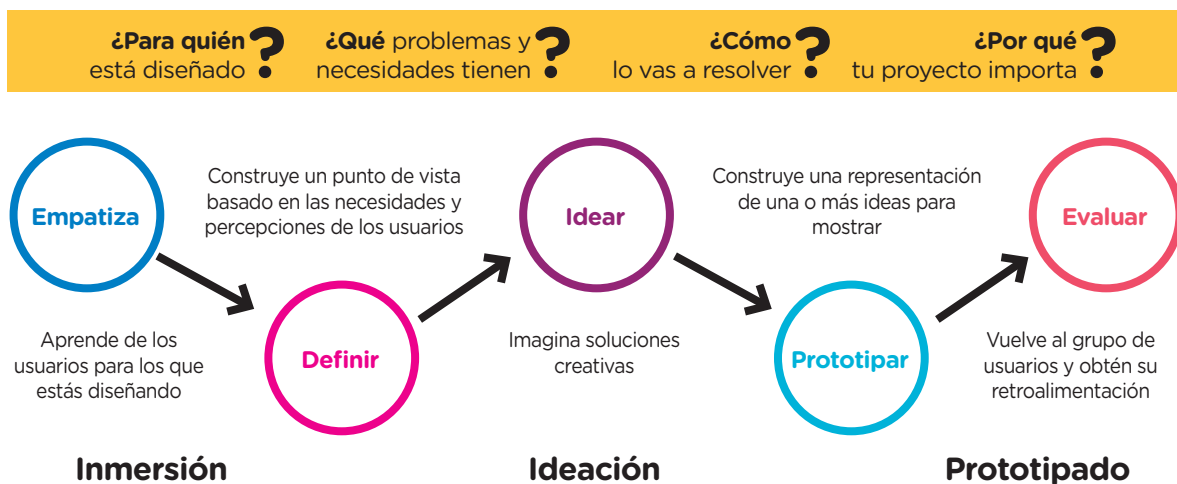 ¿Para quién
está diseñado ?
¿Qué problemas y
necesidades tienen ?
¿Cómo
lo vas a resolver ?
¿Por qué
tu proyecto importa ?
Empatiza
Aprende de los
usuarios para los que
estás diseñando
Construye un punto de vista
basado en las necesidades y
percepciones de los usuarios
Definir
Idear
Imagina soluciones
creativas
Construye una representación
de una o más ideas para
mostrar
Prototipar
Evaluar
Vuelve al grupo de
usuarios y obtén su
retroalimentación
Inmersión
Ideación
Prototipado